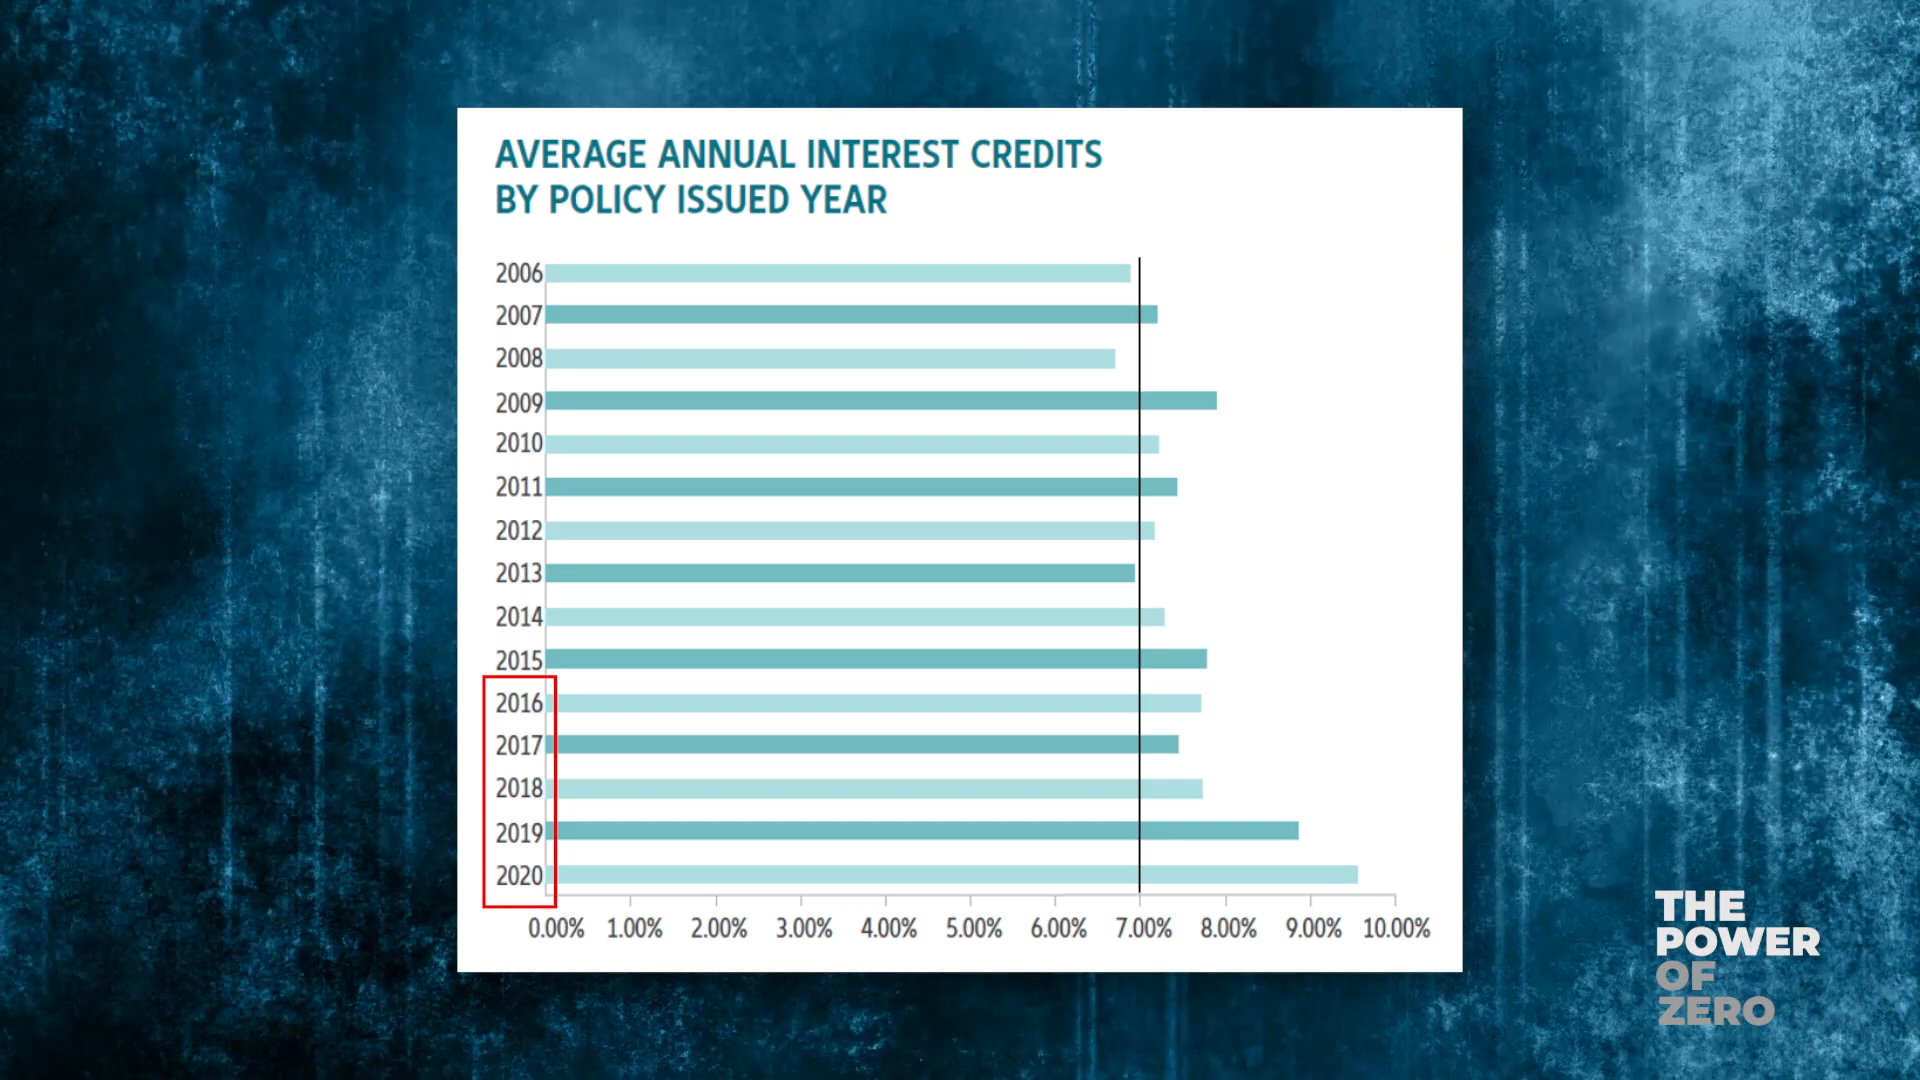 AVERAGE ANNUAL INTEREST CREDITS
BY POLICY ISSUED YEAR
2006
2007
2008
2009
2010
2011
2012
2013
2014
2015
2016
2017
2018
2019
2020
0.00% 1.00% 2.00% 3.00% 4.00% 5.00% 6.00% 7.00% 8.00% 9.00% 10.00%
THE
POWER
OF
ZERO